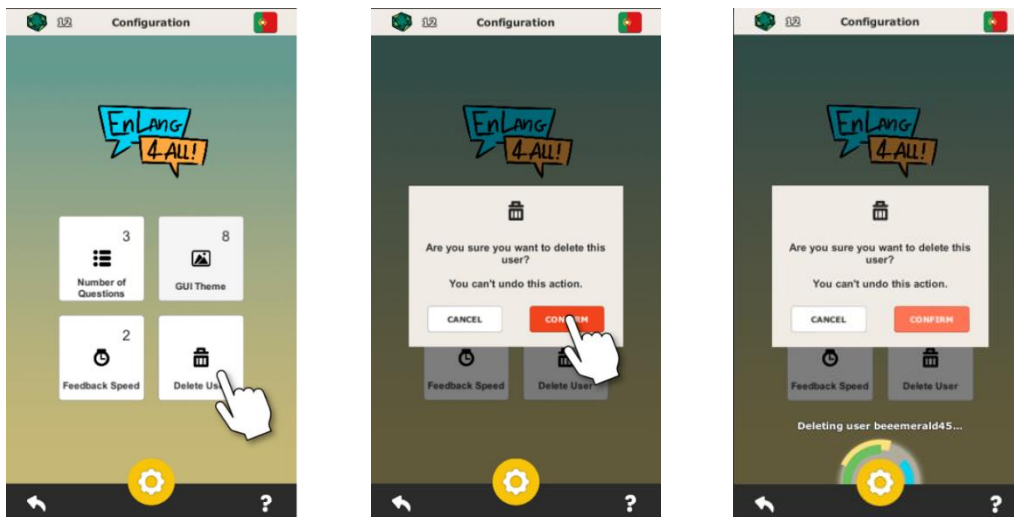 12 Configuration
EnLang
4 All!
3
Number of
Questions
8
GUI Theme
2
Feedback Speed
Delete User
?
12 Configuration
EnLang
4 All!
Are you sure you want to delete this
user?
You can't undo this action.
CANCEL
CONFIRM
Feedback Speed
Delete User
?
12 Configuration
EnLang
4 All!
Are you sure you want to delete this
user?
You can't undo this action.
CANCEL
CONFIRM
Feedback Speed
Delete User
Deleting user beeemerald45...
?